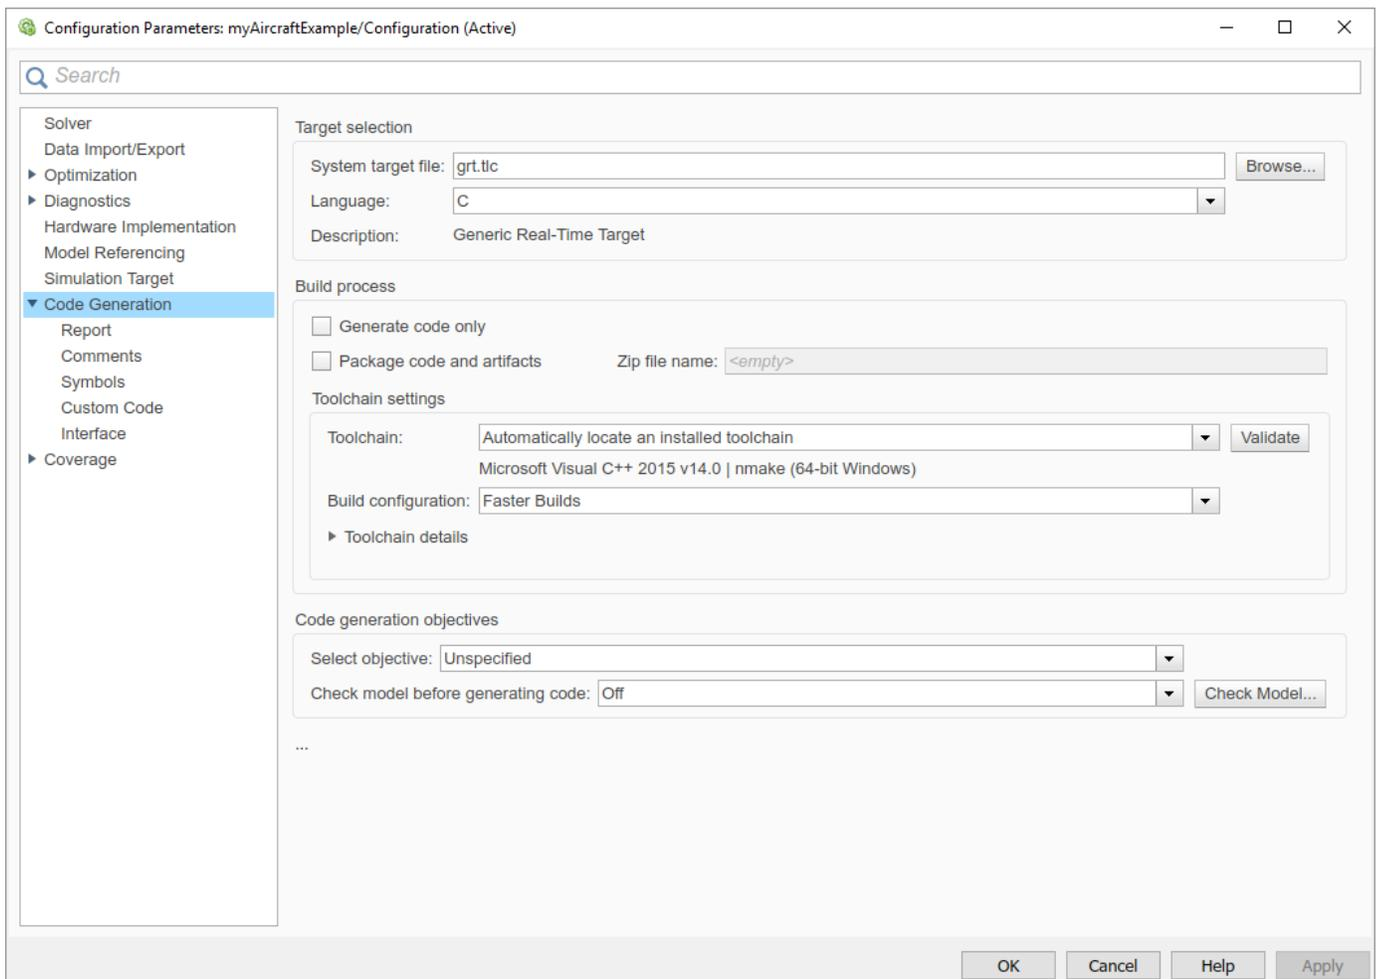 Configuration Parameters: myAircraftExample/Configuration (Active)
Search
Solver
Data Import/Export
Optimization
Diagnostics
Hardware Implementation
Model Referencing
Simulation Target
Code Generation
Report
Comments
Symbols
Custom Code
Interface
Coverage
Target selection
System target file: grt.tlc Browse...
Language: C
Description: Generic Real-Time Target
Build process
Generate code only
Package code and artifacts Zip file name: <empty>
Toolchain settings
Toolchain: Automatically locate an installed toolchain Validate
Microsoft Visual C++ 2015 v14.0 | nmake (64-bit Windows)
Build configuration: Faster Builds
Toolchain details
Code generation objectives
Select objective: Unspecified
Check model before generating code: Off Check Model...
...
OK Cancel Help Apply